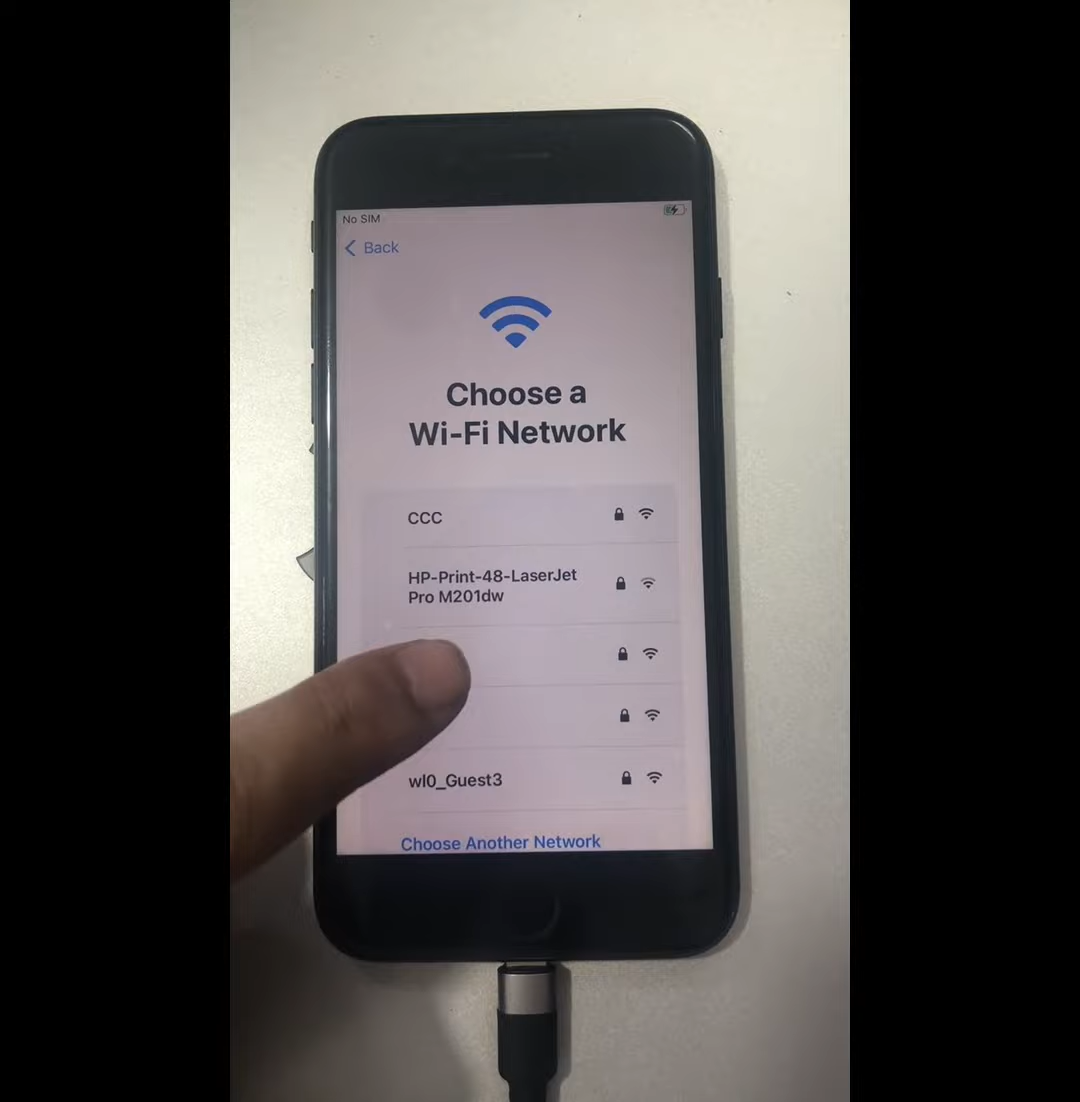 No SIM
Back
Choose a
Wi-Fi Network
CCC
HP-Print-48-LaserJet
Pro M201dw
wl0_Guest3
Choose Another Network